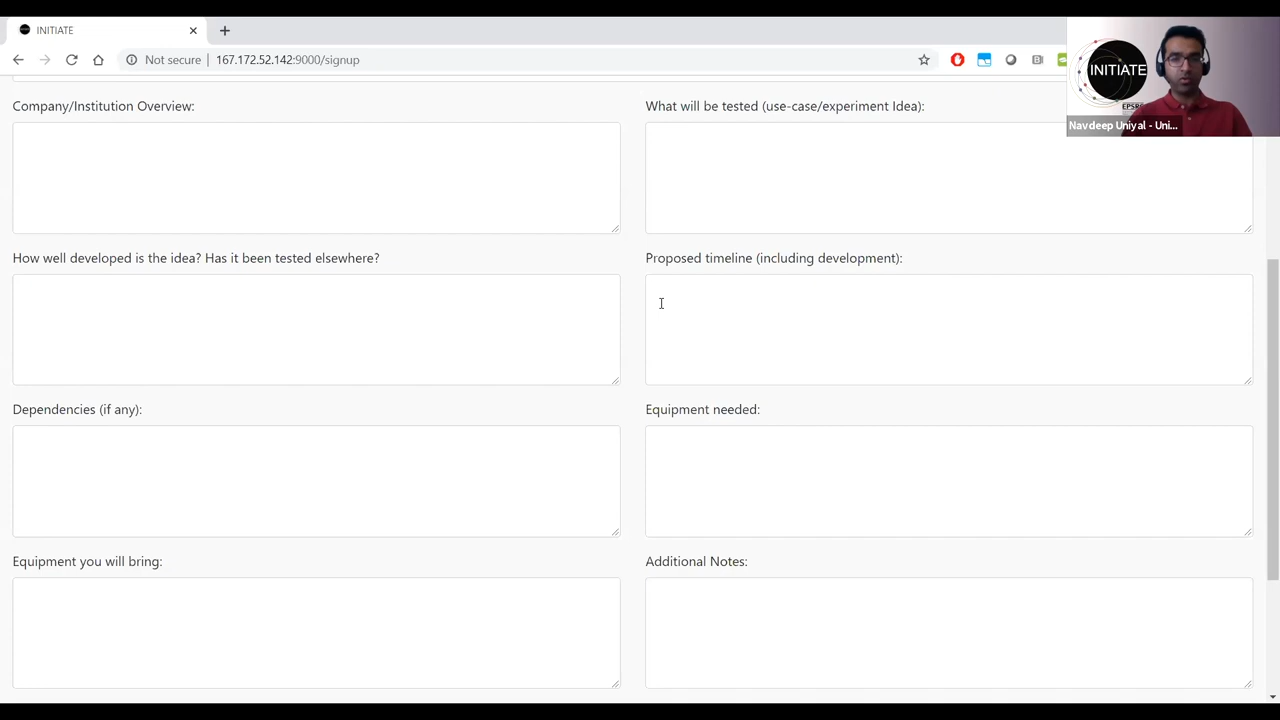 INITIATE
Not secure
167.172.52.142:9000/signup
INITIATE
EPSRC
Navdeep Uniyal - Uni...
Company/Institution Overview:
What will be tested (use-case/experiment Idea):
How well developed is the idea? Has it been tested elsewhere?
Proposed timeline (including development):
Dependencies (if any):
Equipment needed:
Equipment you will bring:
Additional Notes: